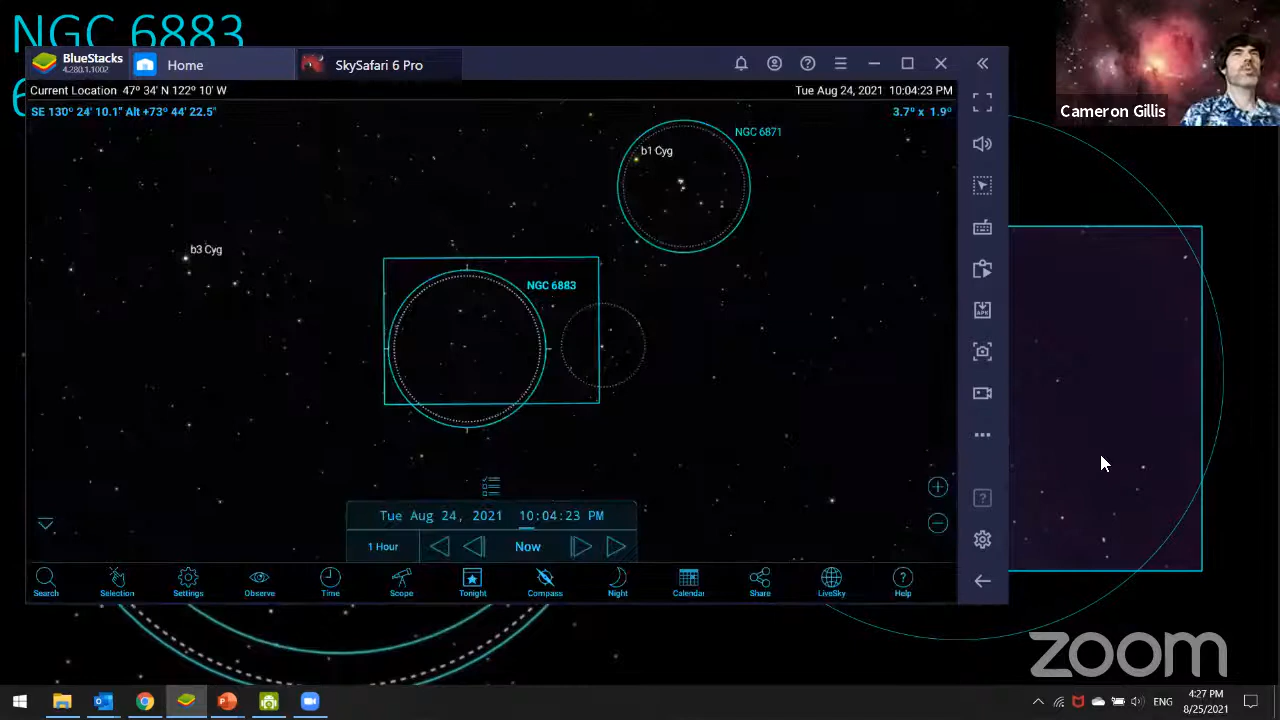 NGC 6883
BlueStacks
4.280.1.1002
Home
SkySafari 6 Pro
Cameron Gillis
Current Location 47° 34' N 122° 10' W
Tue Aug 24, 2021 10:04:23 PM
SE 130° 24' 10.1" Alt +73° 44' 22.5"
3.7° x 1.9°
NGC 6871
b1 Cyg
b3 Cyg
NGC 6883
Tue Aug 24, 2021 10:04:23 PM
1 Hour
Now
Search
Selection
Settings
Observe
Time
Scope
Tonight
Compass
Night
Calendar
Share
LiveSky
Help
zoom
ENG
4:27 PM
8/25/2021